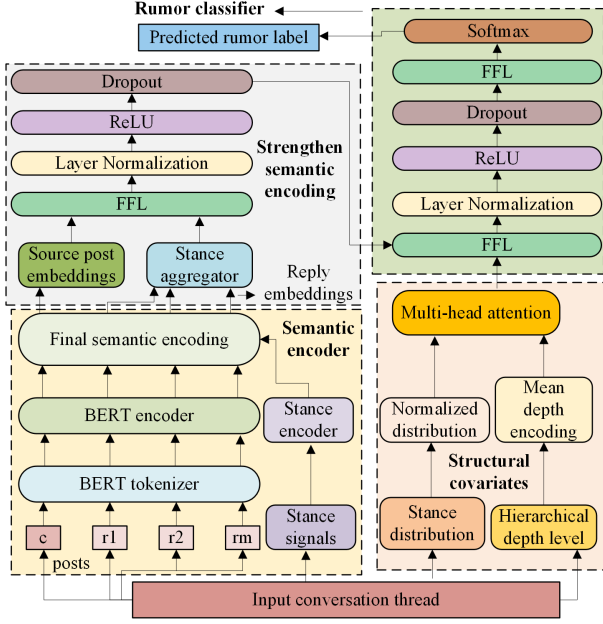 Rumor classifier
Predicted rumor label
Softmax
FFL
Dropout
ReLU
Layer Normalization
FFL
Dropout
ReLU
Layer Normalization
FFL
Strengthen
semantic
encoding
Source post
embeddings
Stance
aggregator
Reply
embeddings
Final semantic encoding
Semantic
encoder
BERT encoder
Stance
encoder
BERT tokenizer
c
r1
r2
rm
posts
Stance
signals
Multi-head attention
Normalized
distribution
Mean
depth
encoding
Structural
covariates
Stance
distribution
Hierarchical
depth level
Input conversation thread